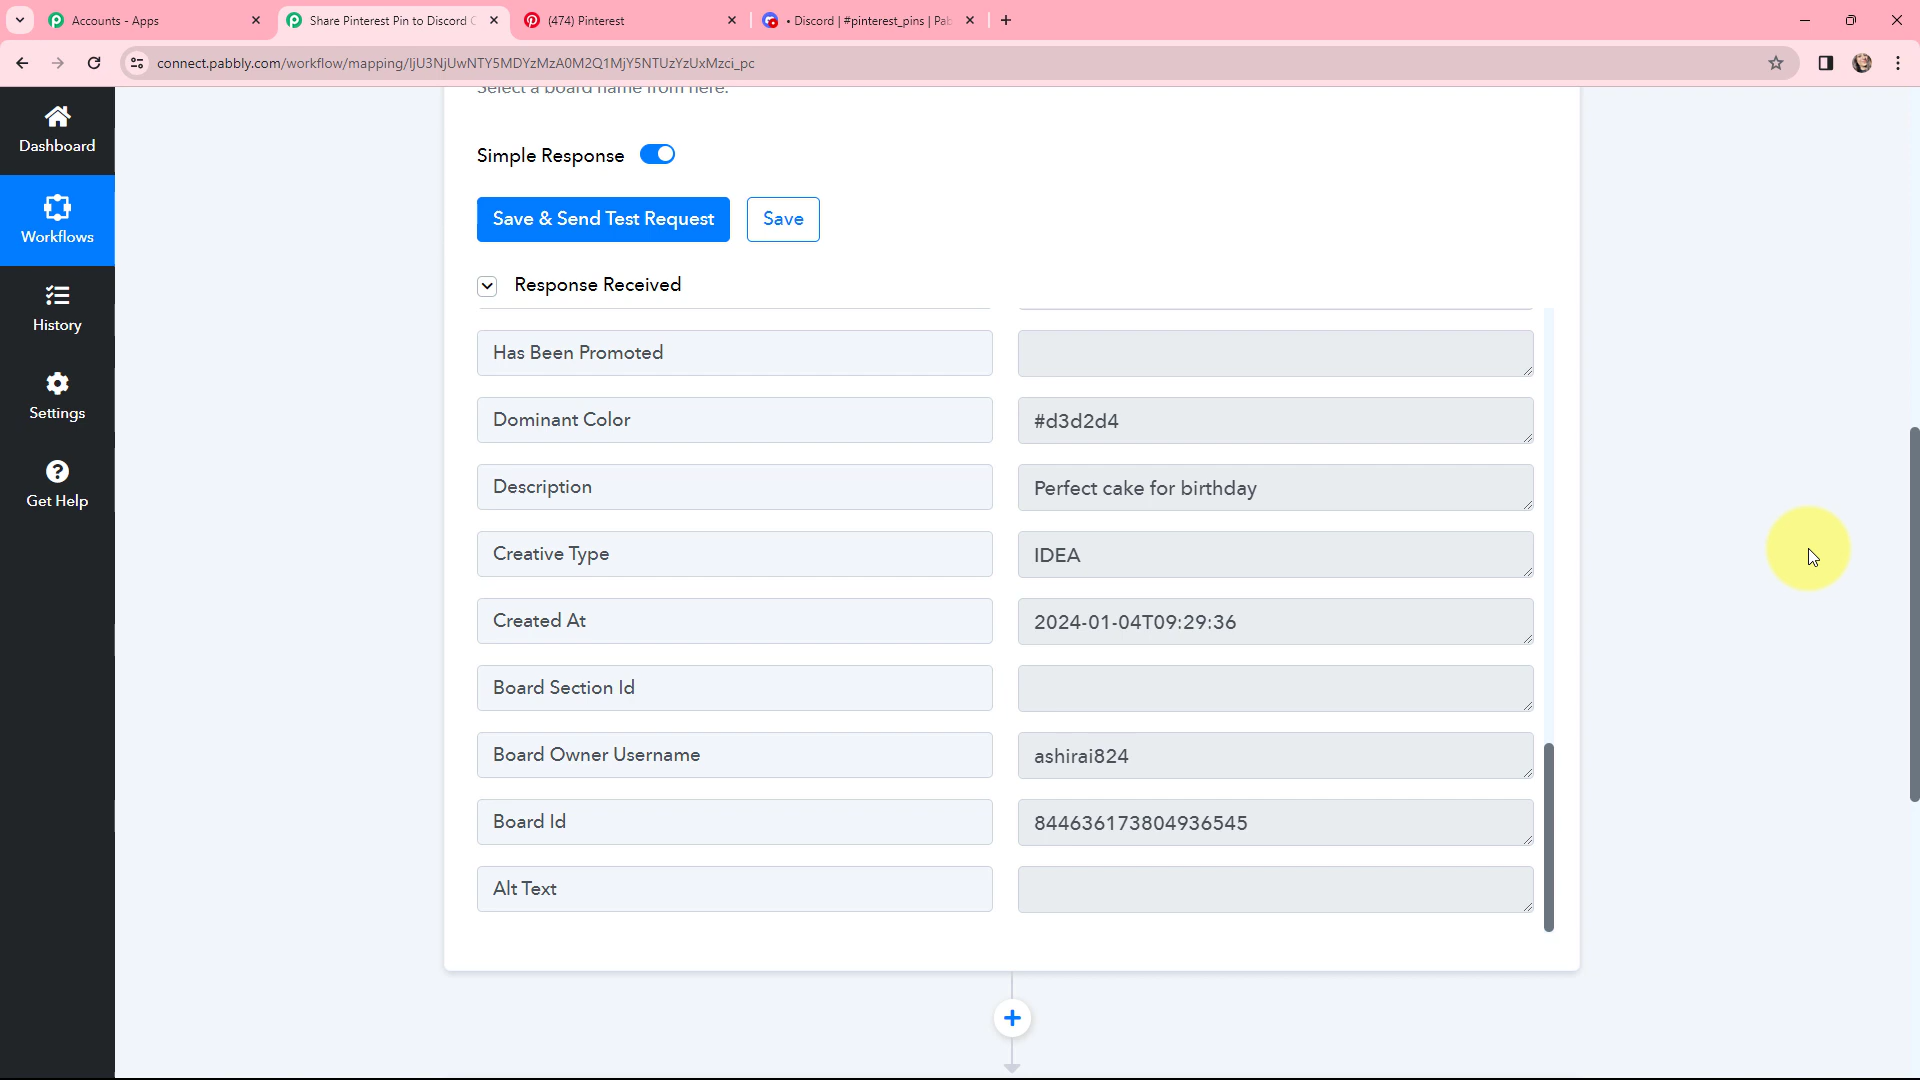 Accounts - Apps
Share Pinterest Pin to Discord C
(474) Pinterest
• Discord | #pinterest_pins | Pab
connect.pabbly.com/workflow/mapping/IjU3NjUwNTY5MDYzMzA0M2Q1MjY5NTUzYzUxMzci_pc
Select a board name from here.
Dashboard
Workflows
History
Settings
Get Help
Simple Response
Save & Send Test Request
Save
Response Received
Has Been Promoted
Dominant Color
#d3d2d4
Description
Perfect cake for birthday
Creative Type
IDEA
Created At
2024-01-04T09:29:36
Board Section Id
Board Owner Username
ashirai824
Board Id
844636173804936545
Alt Text